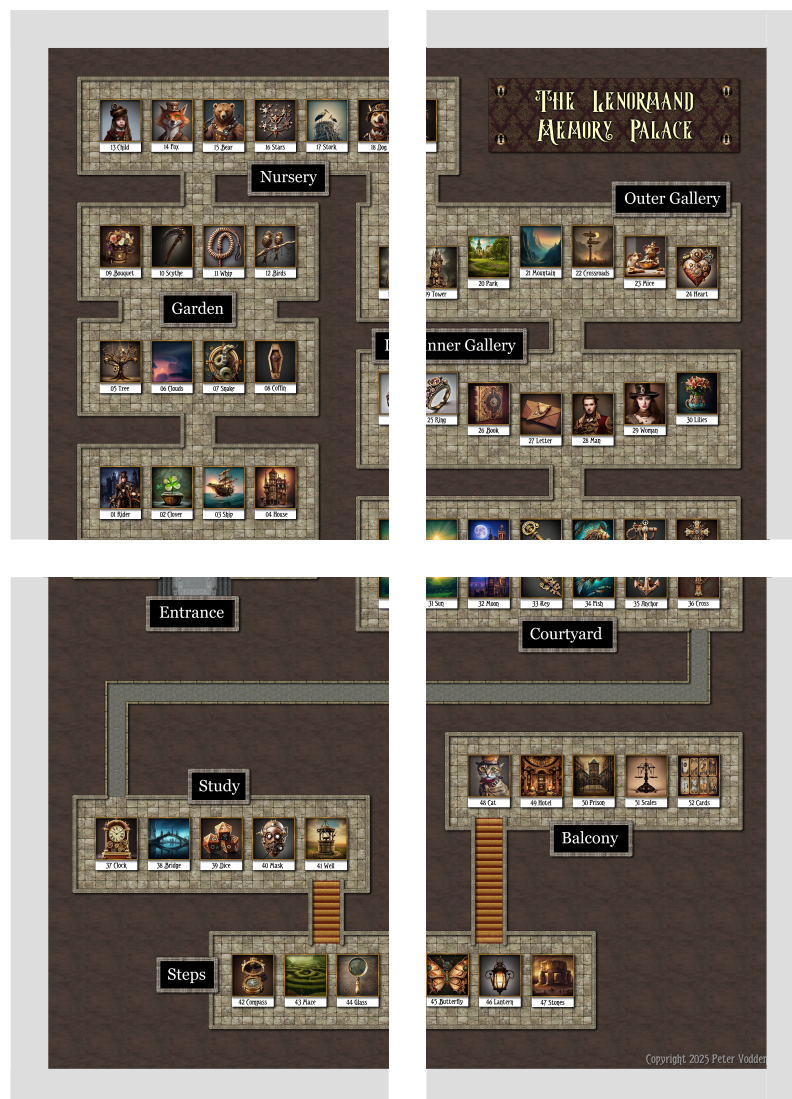 THE LENORMAND
MEMORY PALACE
13 Child
14 Fox
15 Bear
16 Stars
17 Stork
18 Dog
Nursery
Outer Gallery
09 Bouquet
10 Scythe
11 Whip
12 Birds
9 Tower
20 Park
21 Mountain
22 Crossroads
23 Mice
24 Heart
Garden
Inner Gallery
05 Tree
06 Clouds
07 Snake
08 Coffin
25 Ring
26 Book
27 Letter
28 Man
29 Woman
30 Lilies
01 Rider
02 Clover
03 Ship
04 House
Entrance
31 Sun
32 Moon
33 Key
34 Fish
35 Anchor
36 Cross
Courtyard
Study
48 Cat
49 Hotel
50 Prison
51 Scales
52 Cards
Balcony
37 Clock
38 Bridge
39 Dice
40 Mask
41 Well
Steps
42 Compass
43 Maze
44 Glass
45 Butterfly
46 Lantern
47 Stones
Copyright 2025 Peter Vodden